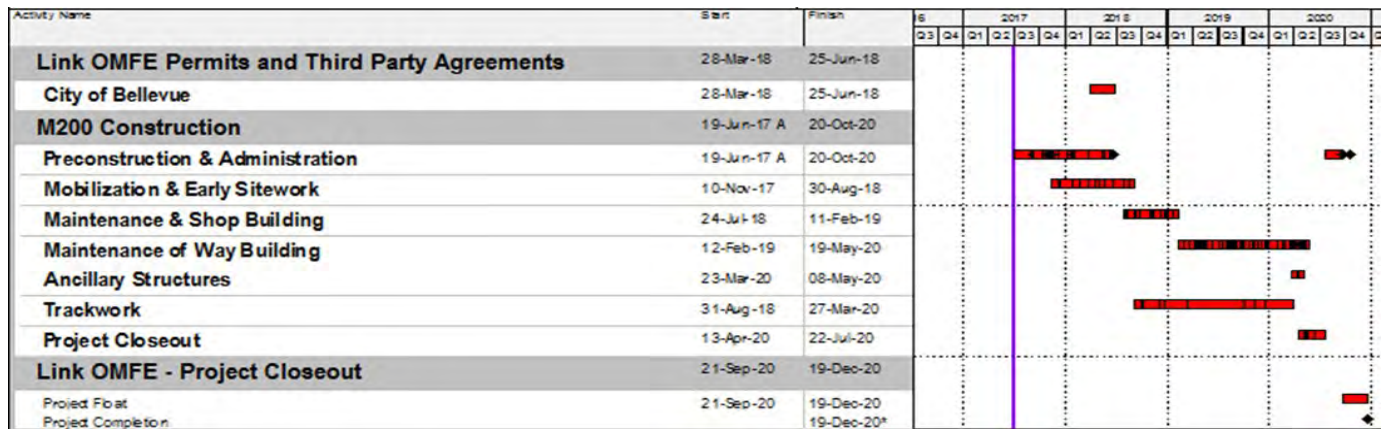 Activity Name Start Finish 16 2017 2018 2019 2020
Q3 Q4 Q1 Q2 Q3 Q4 Q1 Q2 Q3 Q4 Q1 Q2 Q3 Q4 Q1 Q2 Q3 Q4
Link OMFE Permits and Third Party Agreements 28-Mar-18 25-Jun-18
City of Bellevue 28-Mar-18 25-Jun-18
M200 Construction 19-Jun-17 A 20-Oct-20
Preconstruction & Administration 19-Jun-17 A 20-Oct-20
Mobilization & Early Sitework 10-Nov-17 30-Aug-18
Maintenance & Shop Building 24-Jul-18 11-Feb-19
Maintenance of Way Building 12-Feb-19 19-May-20
Ancillary Structures 23-Mar-20 08-May-20
Trackwork 31-Aug-18 27-Mar-20
Project Closeout 13-Apr-20 22-Jul-20
Link OMFE - Project Closeout 21-Sep-20 19-Dec-20
Project Float 21-Sep-20 19-Dec-20
Project Completion 19-Dec-20*